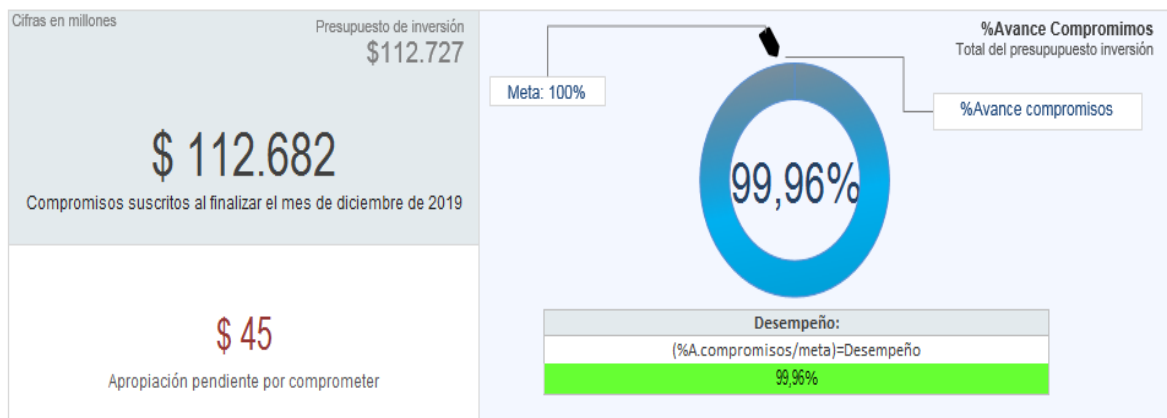 Cifras en millones
Presupuesto de inversión
$112.727
$ 112.682
Compromisos suscritos al finalizar el mes de diciembre de 2019
$ 45
Apropiación pendiente por comprometer
%Avance Compromimos
Total del presupupuesto inversión
Meta: 100%
%Avance compromisos
99,96%
Desempeño:
(%A.compromisos/meta)=Desempeño
99,96%